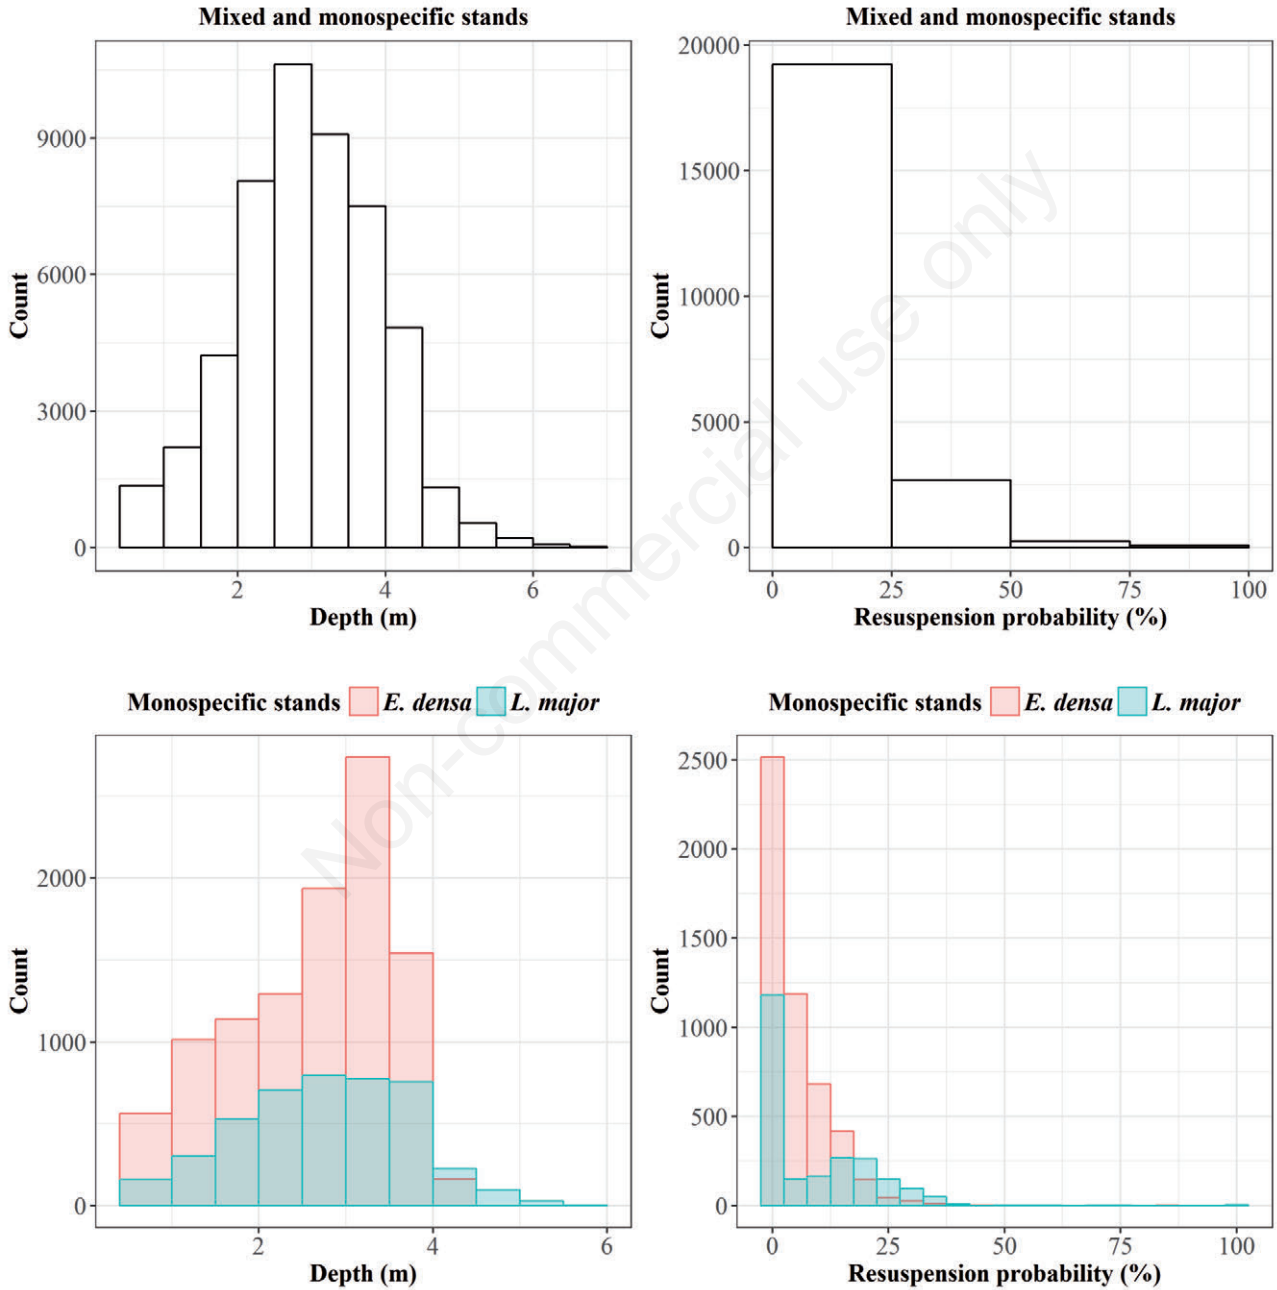 Mixed and monospecific stands
Count
9000
6000
3000
0
2
4
6
Depth (m)
Mixed and monospecific stands
Count
20000
15000
10000
5000
0
0
25
50
75
100
Resuspension probability (%)
Monospecific stands E. densa L. major
Count
2000
1000
0
2
4
6
Depth (m)
Monospecific stands E. densa L. major
Count
2500
2000
1500
1000
500
0
0
25
50
75
100
Resuspension probability (%)
Non-commercial use only